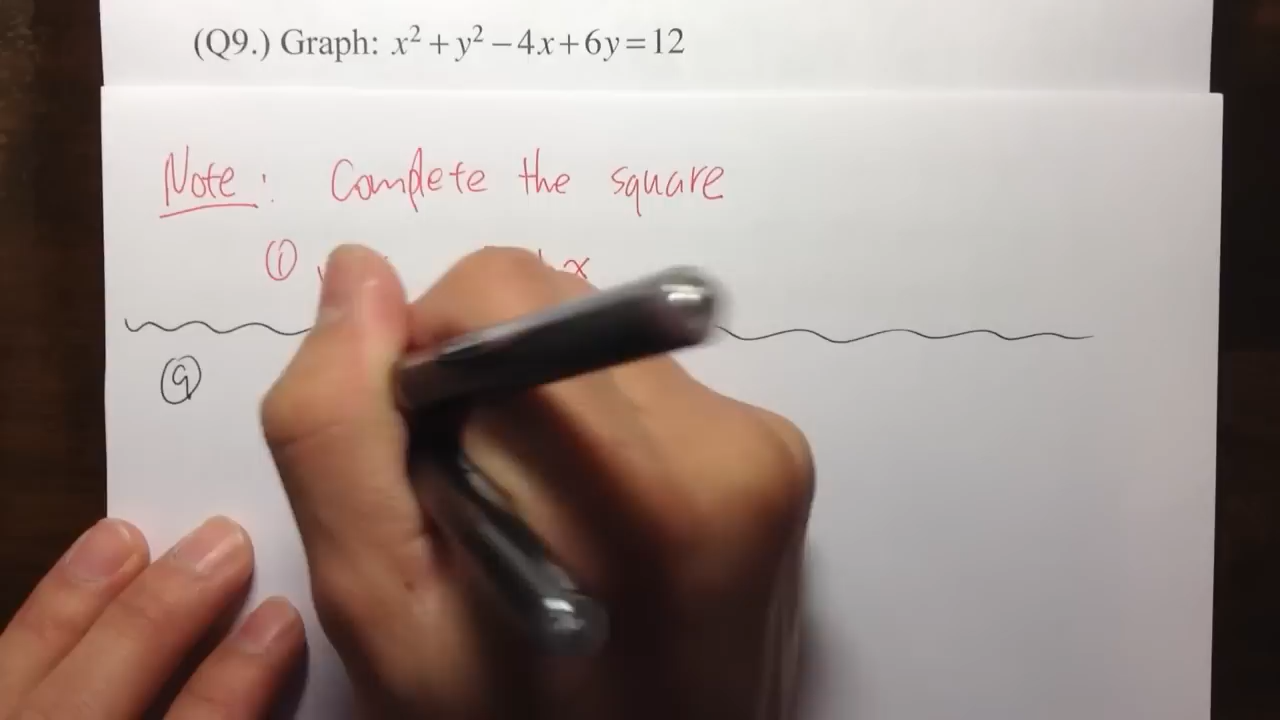 (Q9.) Graph: x² + y² − 4x + 6y = 12
Note: Complete the square
① x
⑨